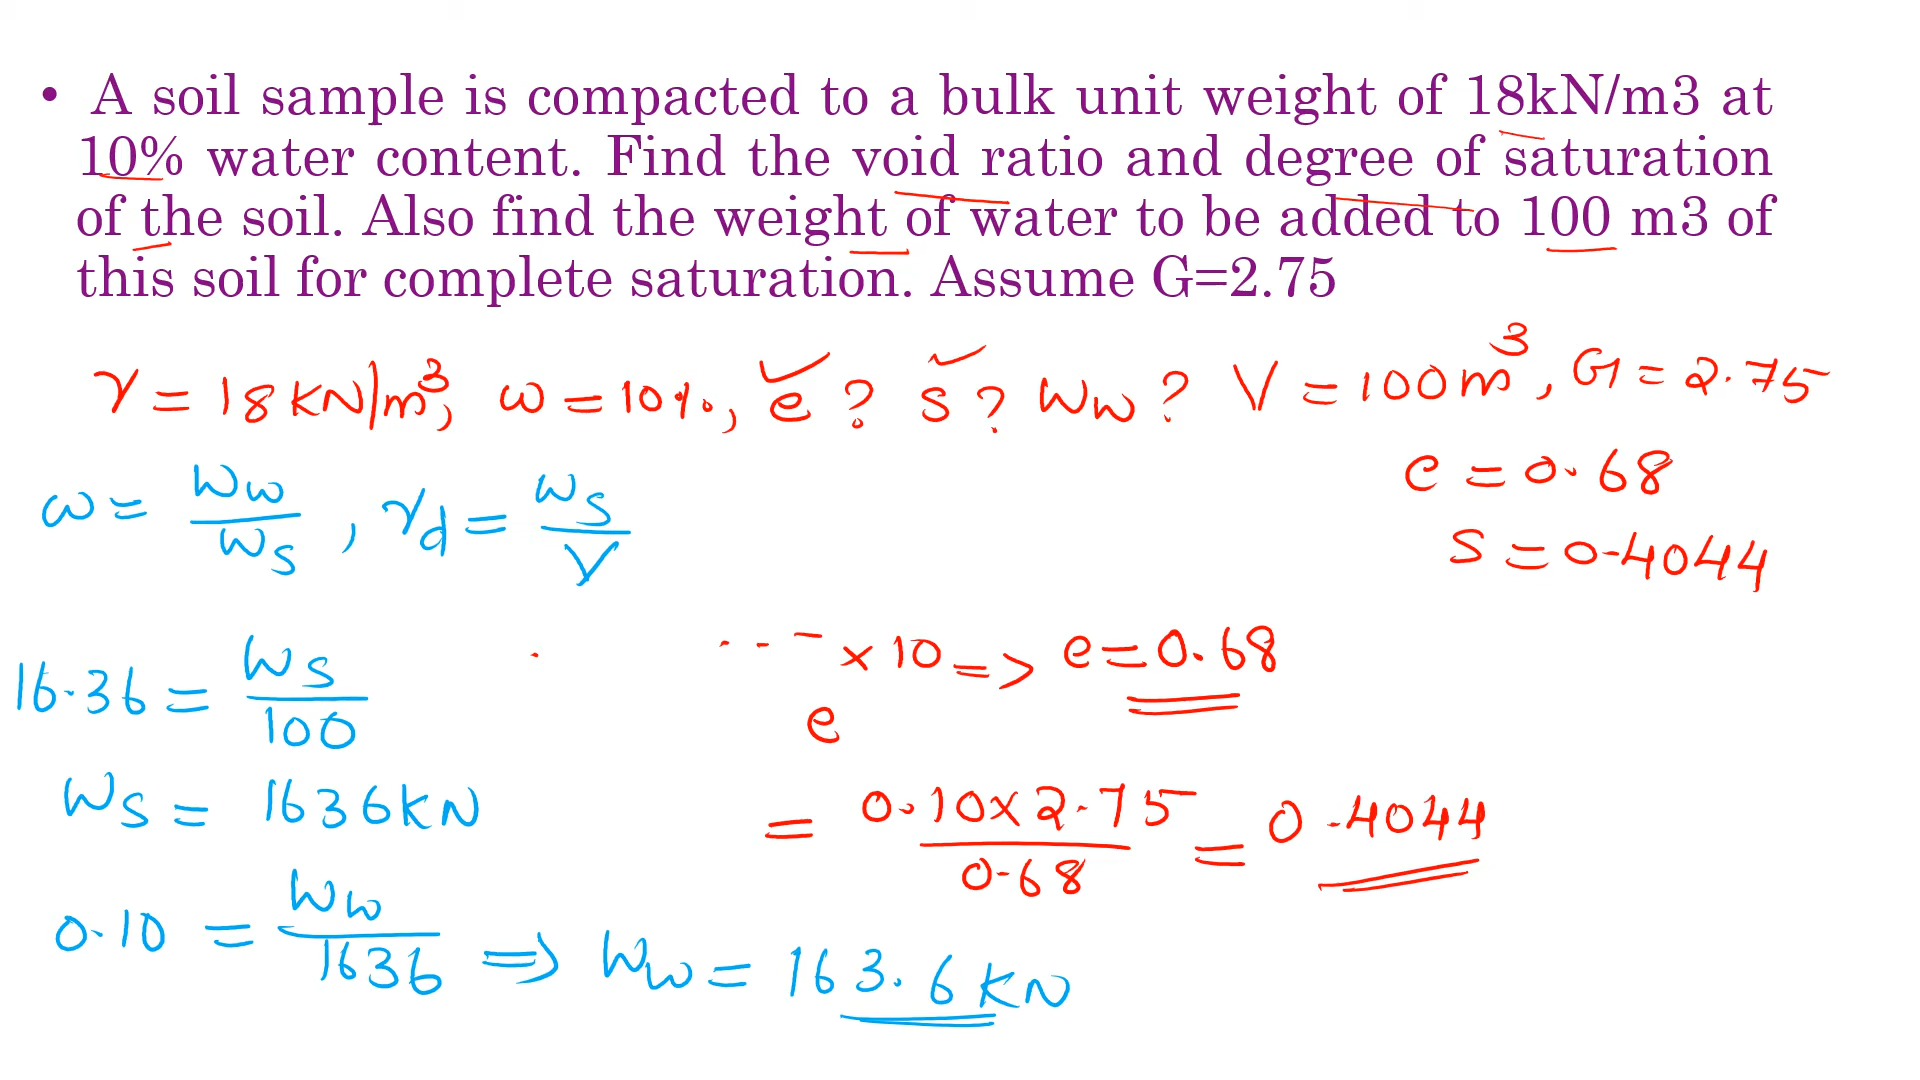 • A soil sample is compacted to a bulk unit weight of 18kN/m3 at
10% water content. Find the void ratio and degree of saturation
of the soil. Also find the weight of water to be added to 100 m3 of
this soil for complete saturation. Assume G=2.75
γ = 18 KN/m³, ω = 10%, e ? s ? Ww ? V = 100m³, G = 2.75
e = 0.68
ω = Ww/Ws, γd = Ws/V
s = 0.4044
16.36 = Ws/100
× 10 => e = 0.68
e
Ws = 1636KN
= 0.10×2.75/0.68 = 0.4044
0.10 = Ww/1636 => Ww = 163.6 KN